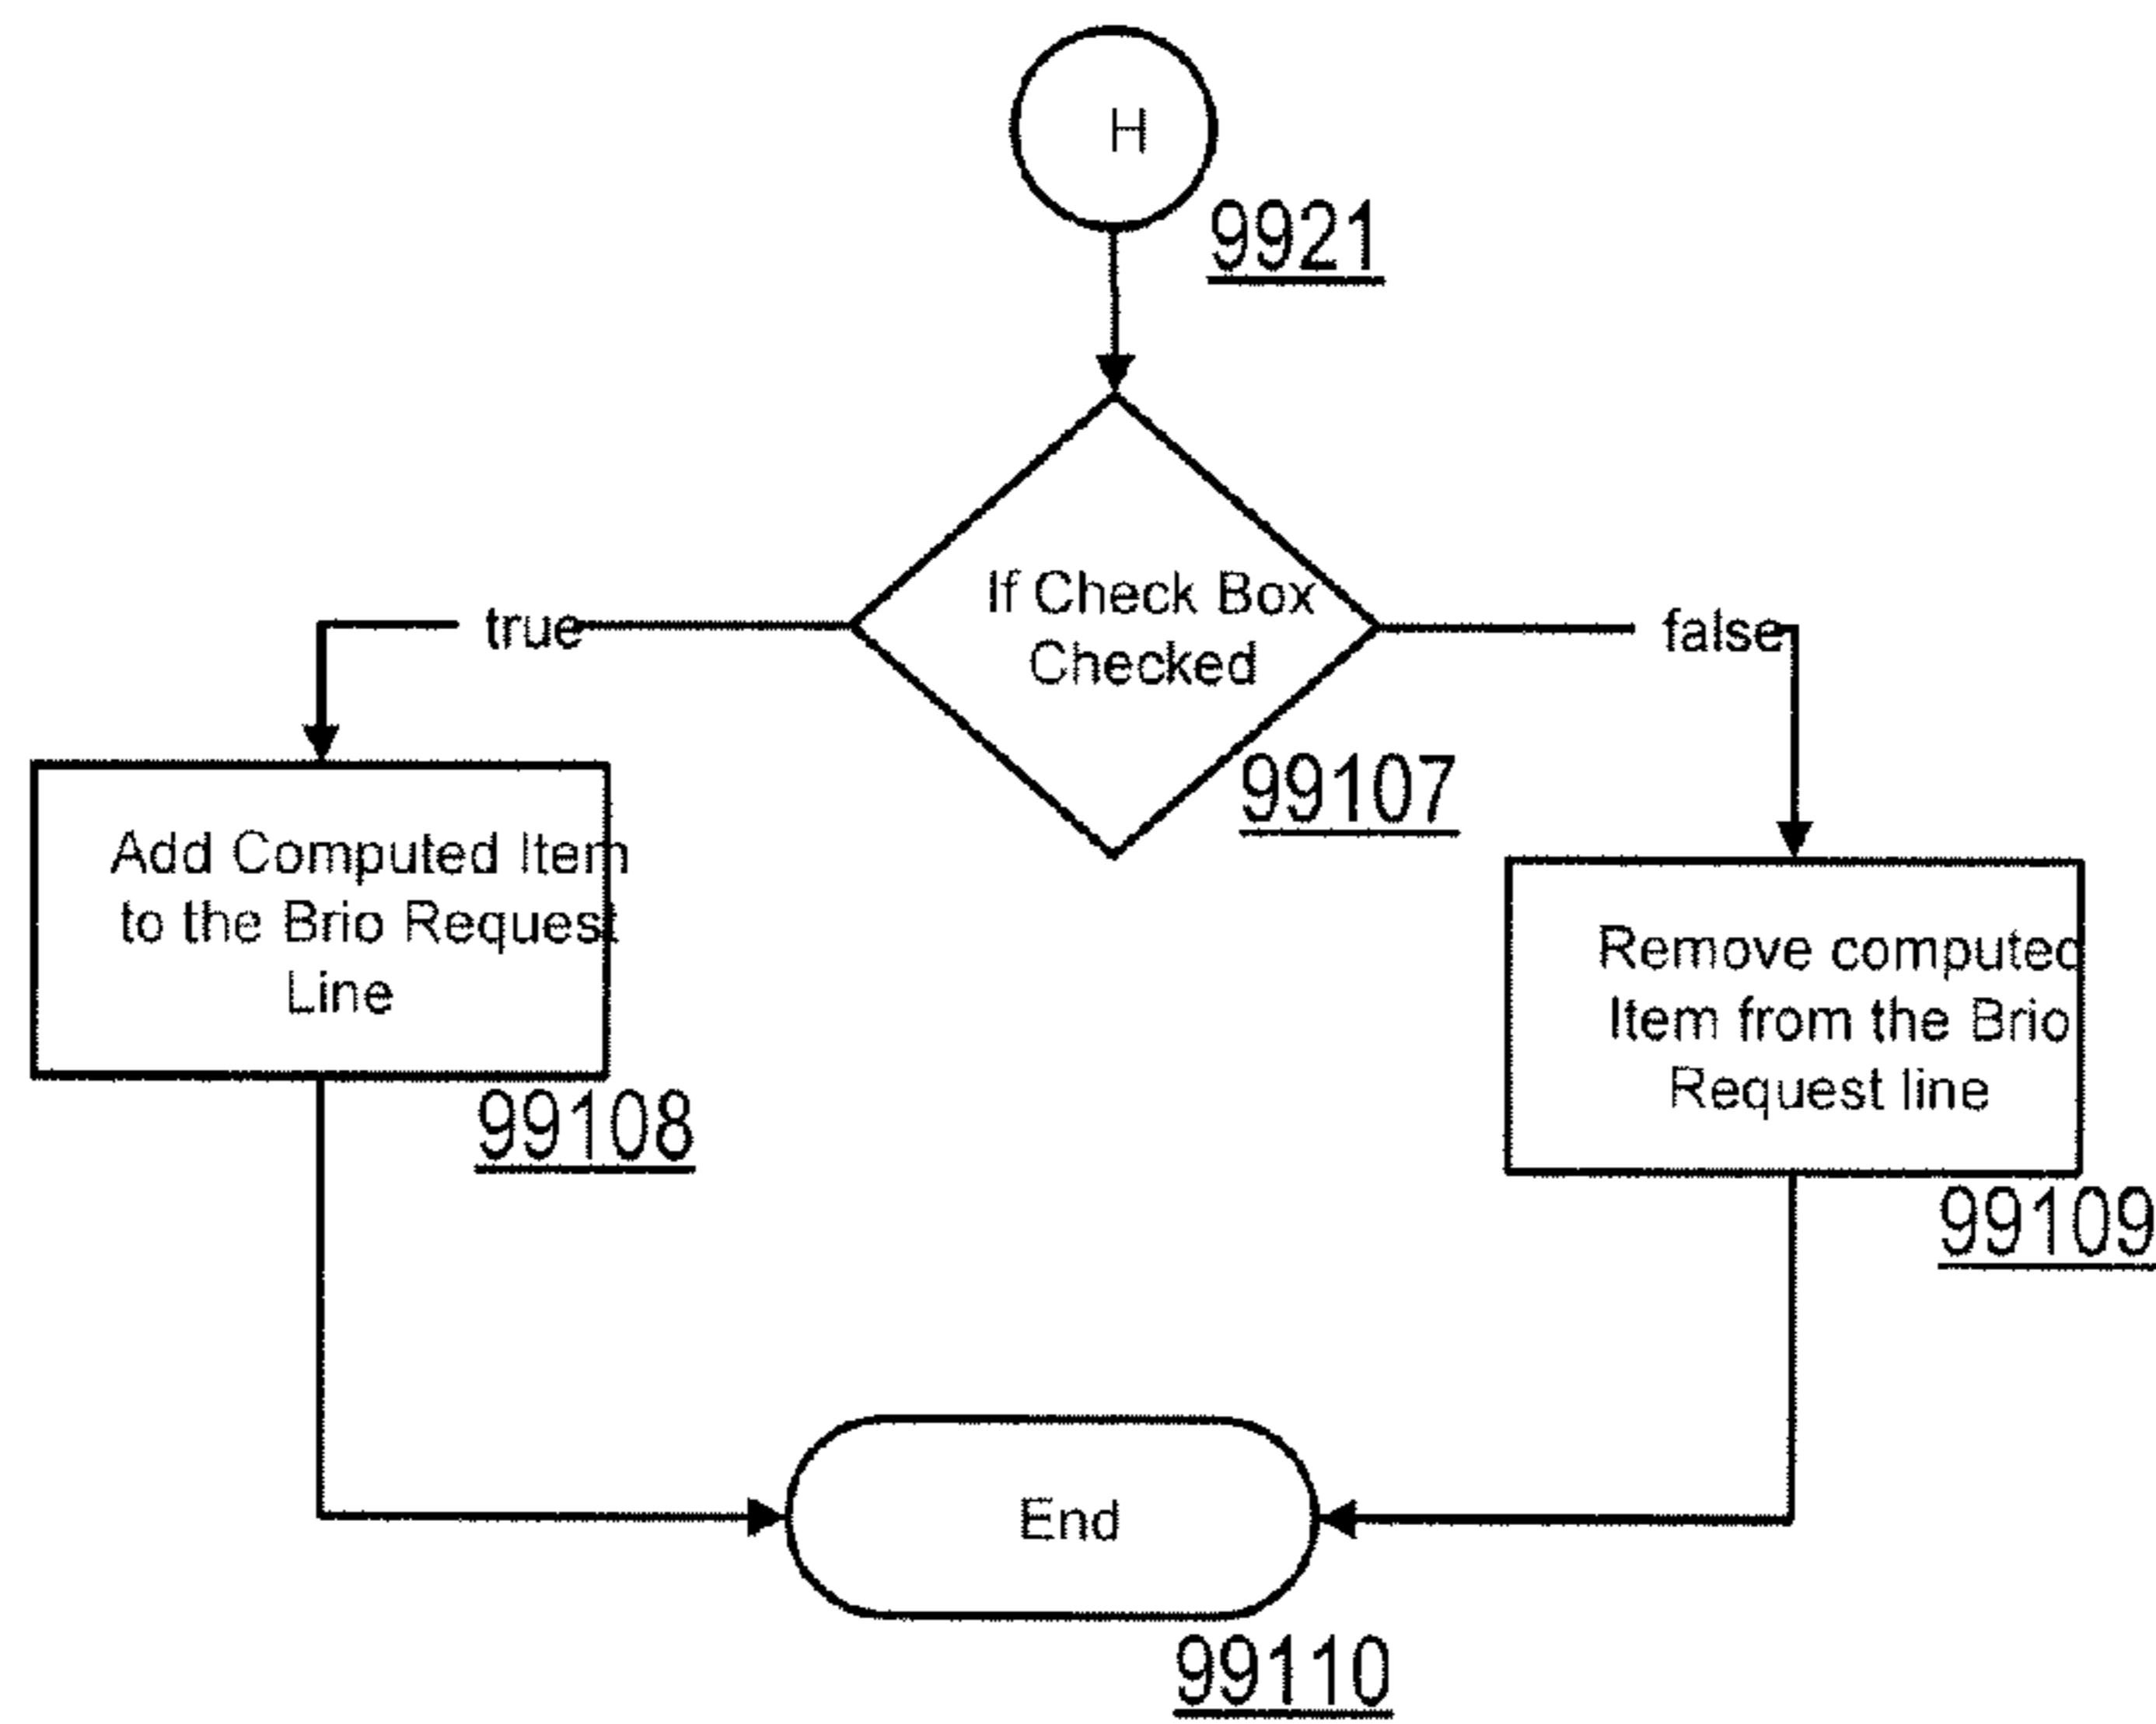 H
9921
If Check Box
Checked
99107
true
false
Add Computed Item
to the Brio Request
Line
99108
Remove computed
Item from the Brio
Request line
99109
End
99110